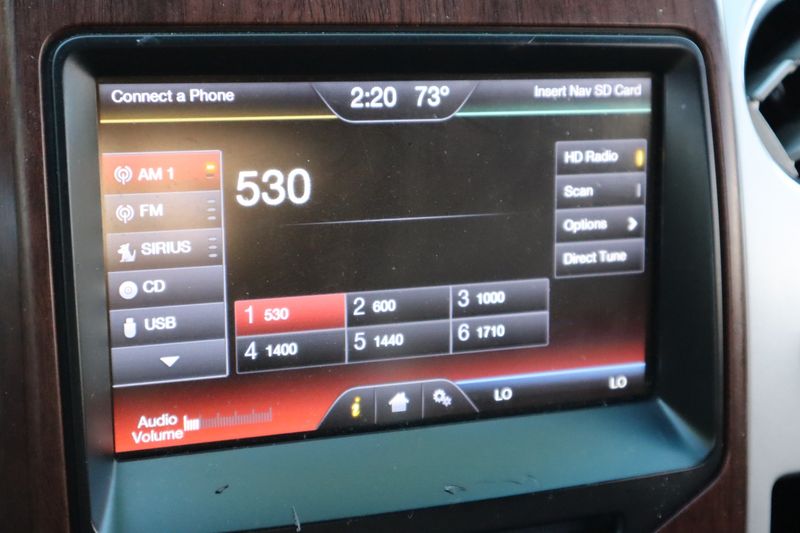 Connect a Phone
2:20 73°
Insert Nav SD Card
AM 1
FM
SIRIUS
CD
USB
530
HD Radio
Scan
Options
Direct Tune
1 530
2 600
3 1000
4 1400
5 1440
6 1710
Audio
Volume
i
LO
LO